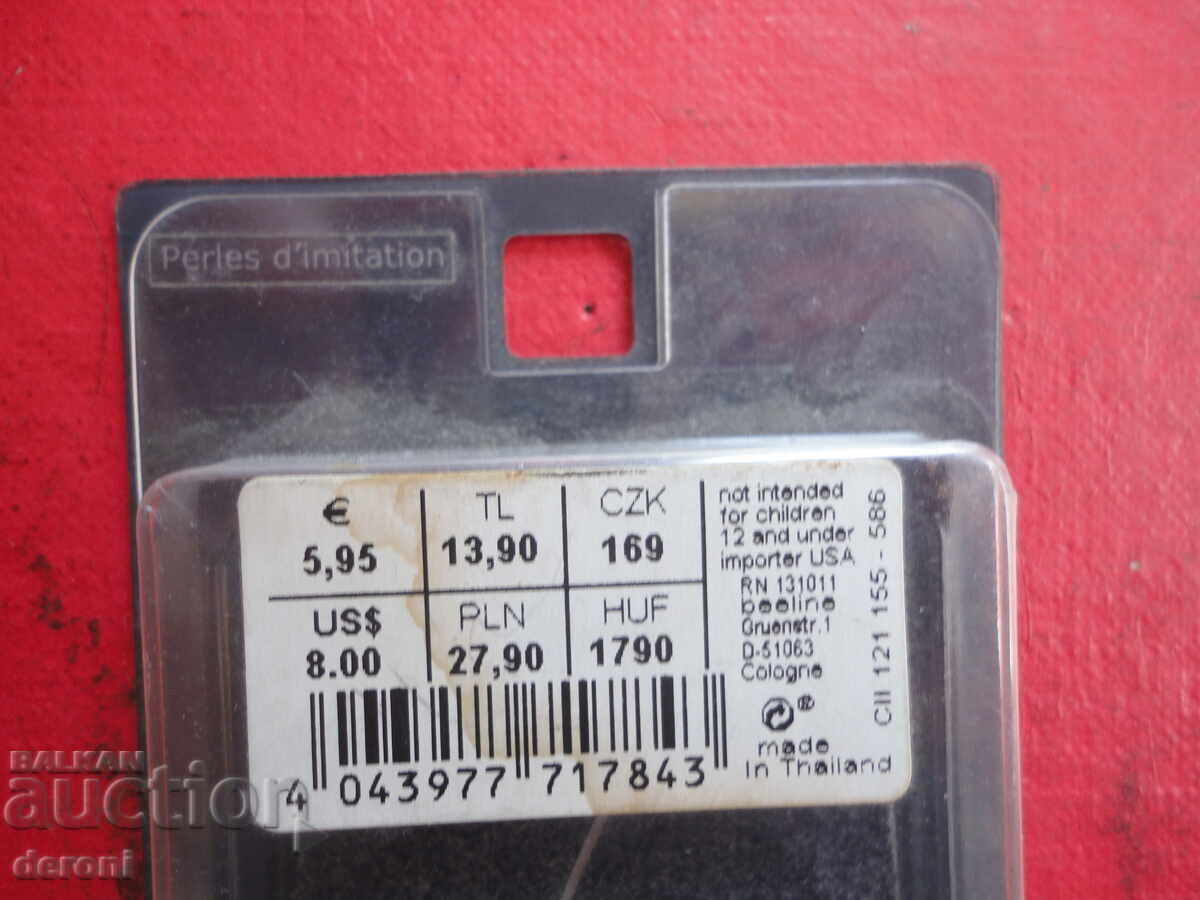 Perles d'imitation
€ TL CZK
5,95 13,90 169
US$ PLN HUF
8.00 27,90 1790
not intended
for children
12 and under
importer USA
RN 131011
beeline
Gruenstr.1
D-51063
Cologne
®
made
in Thailand
CII 121 155-586
4 043977 717843
BALKAN
auction
deroni